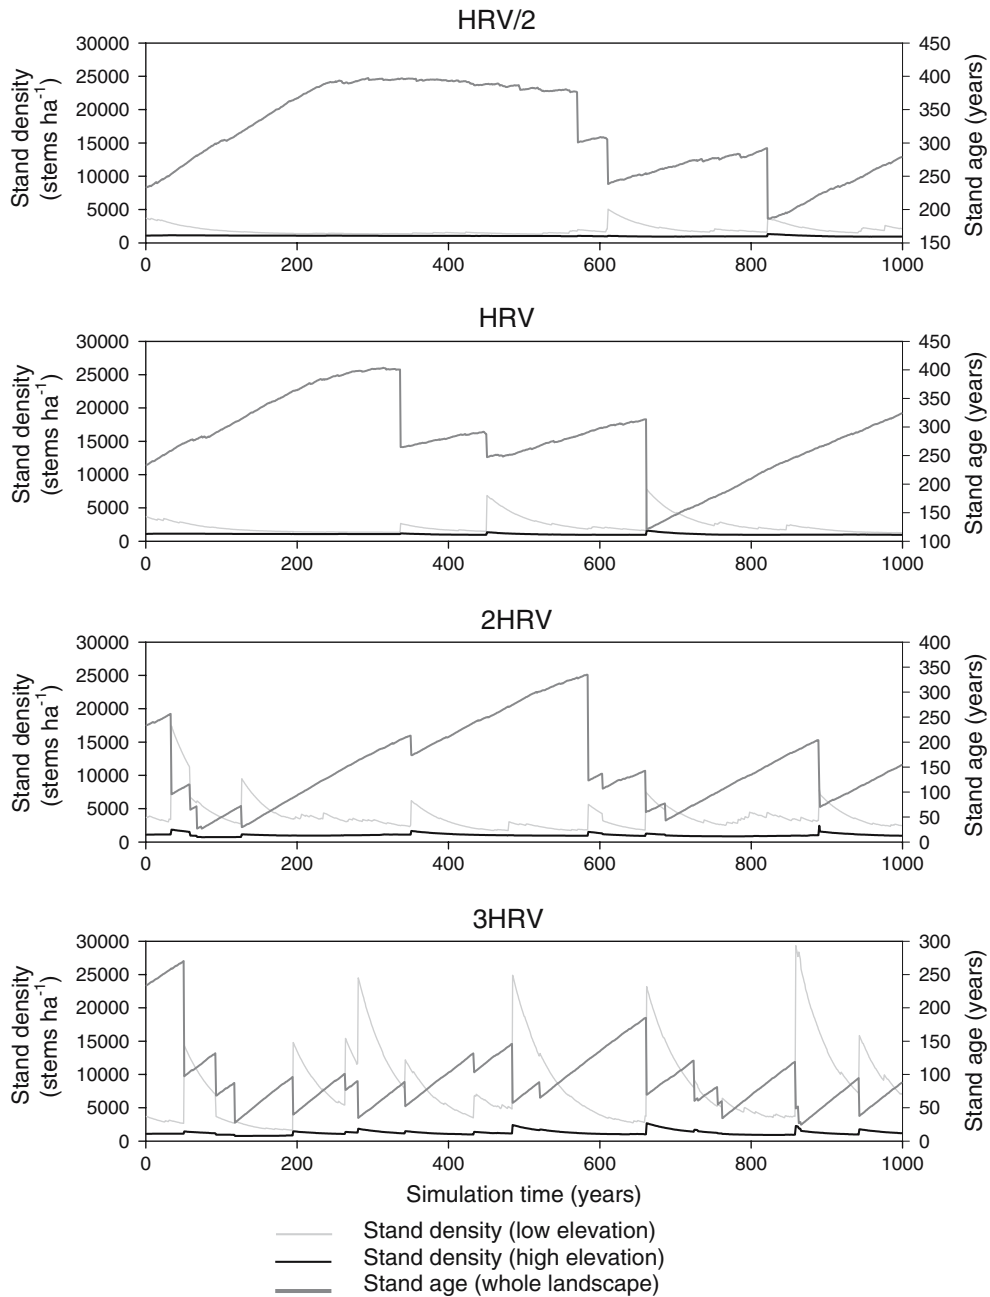 HRV/2
30000 450
25000 400
20000 350
15000 300
10000 250
5000 200
0 150
Stand density
(stems ha-1)
Stand age (years)
0 200 400 600 800 1000
HRV
30000 450
25000 400
20000 350
15000 300
10000 250
5000 200
0 150
100
Stand density
(stems ha-1)
Stand age (years)
0 200 400 600 800 1000
2HRV
30000 400
25000 350
20000 300
15000 250
10000 200
5000 150
0 100
50
0
Stand density
(stems ha-1)
Stand age (years)
0 200 400 600 800 1000
3HRV
30000 300
25000 250
20000 200
15000 150
10000 100
5000 50
0 0
Stand density
(stems ha-1)
Stand age (years)
0 200 400 600 800 1000
Simulation time (years)
Stand density (low elevation)
Stand density (high elevation)
Stand age (whole landscape)